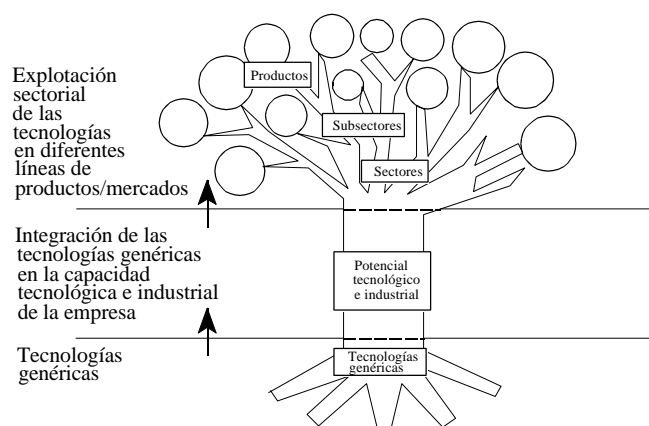 Explotación
sectorial
de las
tecnologías
en diferentes
líneas de
productos/mercados
Productos
Subsectores
Sectores
Integración de las
tecnologías genéricas
en la capacidad
tecnológica e industrial
de la empresa
Potencial
tecnológico
e industrial
Tecnologías
genéricas
Tecnologías
genéricas